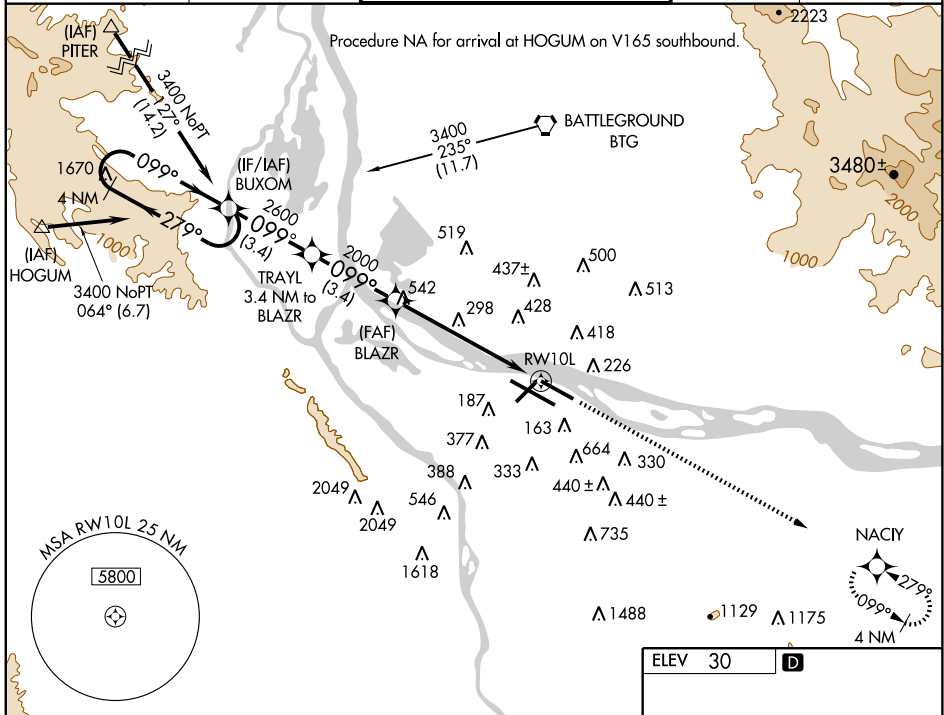 2223
(IAF)
PITER
Procedure NA for arrival at HOGUM on V165 southbound.
3400 NoPT
127°
(14.2)
3400
235°
(11.7)
BATTLEGROUND
BTG
1670
099°
4 NM
279°
(IF/IAF)
BUXOM
3480±
2000
2600
099°
(3.4)
(IAF)
HOGUM
1000
3400 NoPT
064° (6.7)
TRAYL
3.4 NM to
BLAZR
2000
099°
(3.4)
519
437±
500
513
1000
542
298
428
418
(FAF)
BLAZR
RW10L
226
187
163
377
664
330
388
333
440 ±
440 ±
2049
2049
546
735
1618
MSA RW10L 25 NM
5800
NACIY
279°
099°
4 NM
1488
1129
1175
ELEV 30
D